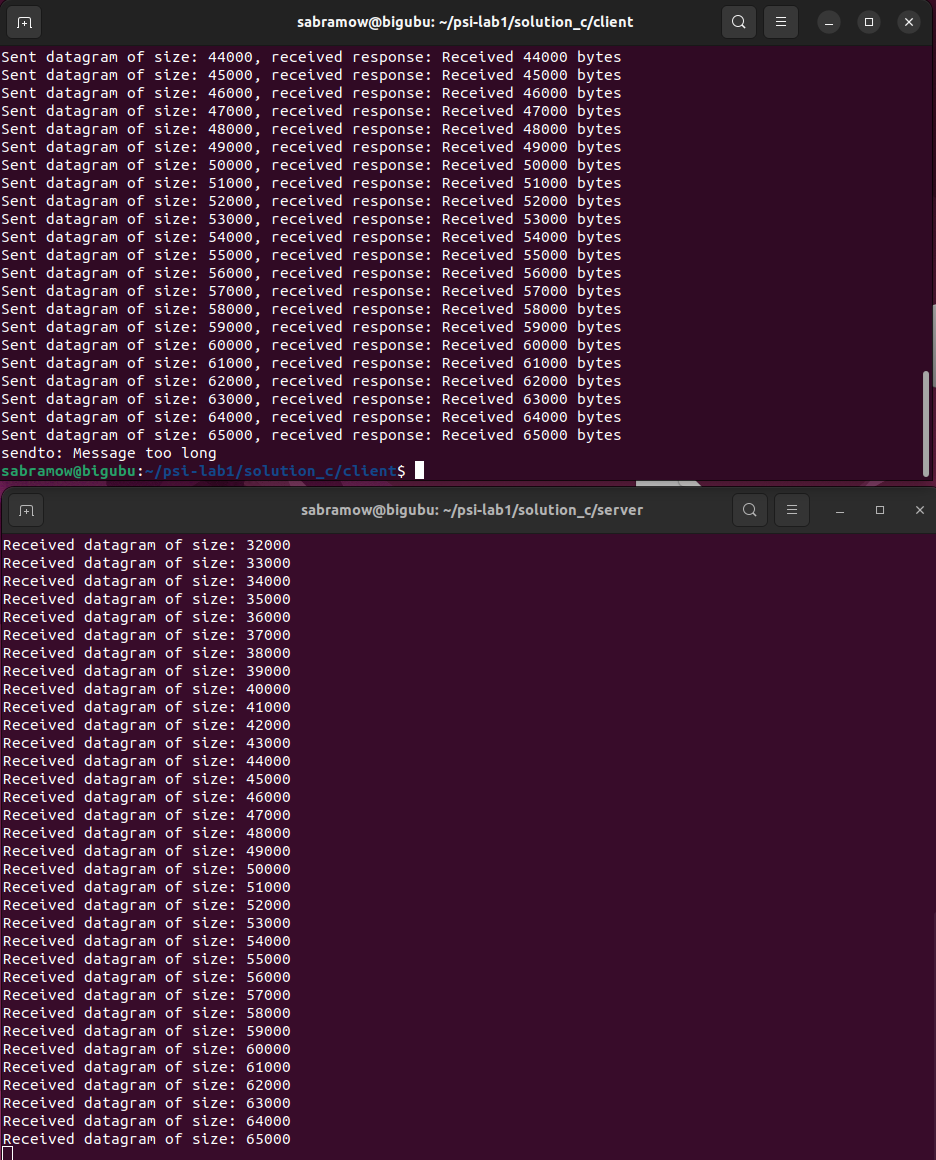 sabramow@bigubu: ~/psi-lab1/solution_c/client
Sent datagram of size: 44000, received response: Received 44000 bytes
Sent datagram of size: 45000, received response: Received 45000 bytes
Sent datagram of size: 46000, received response: Received 46000 bytes
Sent datagram of size: 47000, received response: Received 47000 bytes
Sent datagram of size: 48000, received response: Received 48000 bytes
Sent datagram of size: 49000, received response: Received 49000 bytes
Sent datagram of size: 50000, received response: Received 50000 bytes
Sent datagram of size: 51000, received response: Received 51000 bytes
Sent datagram of size: 52000, received response: Received 52000 bytes
Sent datagram of size: 53000, received response: Received 53000 bytes
Sent datagram of size: 54000, received response: Received 54000 bytes
Sent datagram of size: 55000, received response: Received 55000 bytes
Sent datagram of size: 56000, received response: Received 56000 bytes
Sent datagram of size: 57000, received response: Received 57000 bytes
Sent datagram of size: 58000, received response: Received 58000 bytes
Sent datagram of size: 59000, received response: Received 59000 bytes
Sent datagram of size: 60000, received response: Received 60000 bytes
Sent datagram of size: 61000, received response: Received 61000 bytes
Sent datagram of size: 62000, received response: Received 62000 bytes
Sent datagram of size: 63000, received response: Received 63000 bytes
Sent datagram of size: 64000, received response: Received 64000 bytes
Sent datagram of size: 65000, received response: Received 65000 bytes
sendto: Message too long
sabramow@bigubu:~/psi-lab1/solution_c/client$
sabramow@bigubu: ~/psi-lab1/solution_c/server
Received datagram of size: 32000
Received datagram of size: 33000
Received datagram of size: 34000
Received datagram of size: 35000
Received datagram of size: 36000
Received datagram of size: 37000
Received datagram of size: 38000
Received datagram of size: 39000
Received datagram of size: 40000
Received datagram of size: 41000
Received datagram of size: 42000
Received datagram of size: 43000
Received datagram of size: 44000
Received datagram of size: 45000
Received datagram of size: 46000
Received datagram of size: 47000
Received datagram of size: 48000
Received datagram of size: 49000
Received datagram of size: 50000
Received datagram of size: 51000
Received datagram of size: 52000
Received datagram of size: 53000
Received datagram of size: 54000
Received datagram of size: 55000
Received datagram of size: 56000
Received datagram of size: 57000
Received datagram of size: 58000
Received datagram of size: 59000
Received datagram of size: 60000
Received datagram of size: 61000
Received datagram of size: 62000
Received datagram of size: 63000
Received datagram of size: 64000
Received datagram of size: 65000